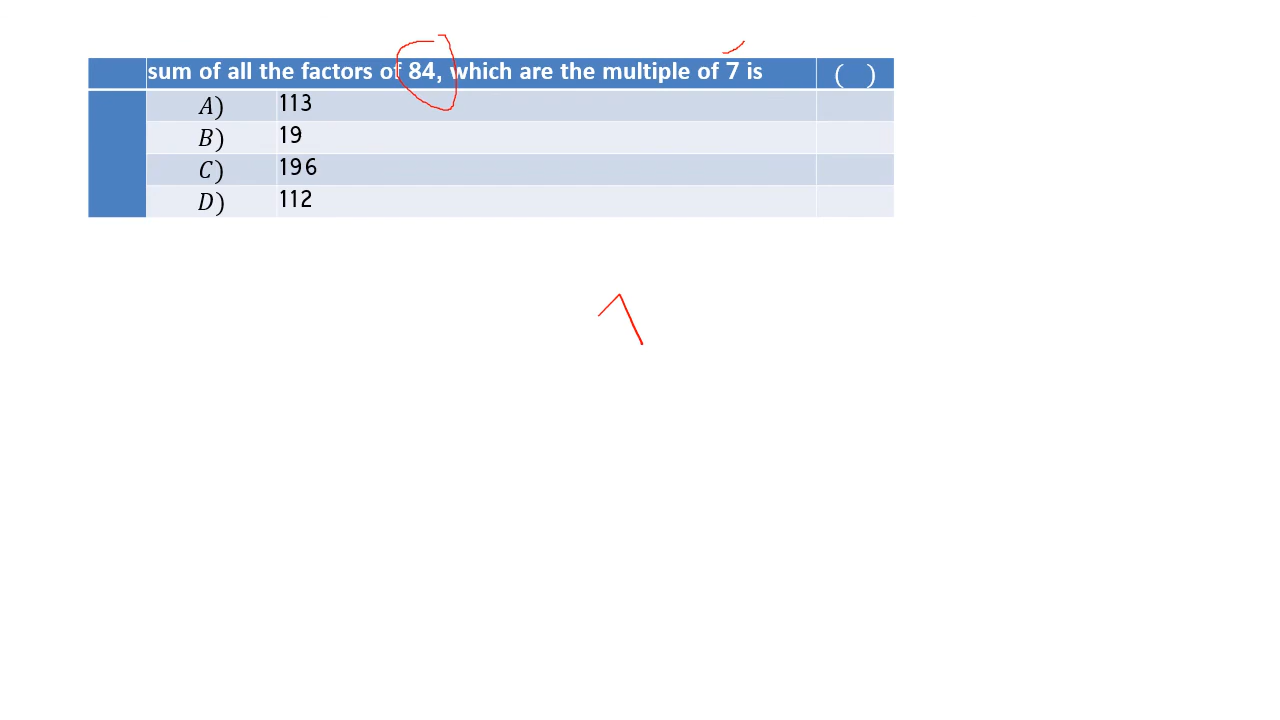 sum of all the factors of 84, which are the multiple of 7 is ( )
A) 113
B) 19
C) 196
D) 112